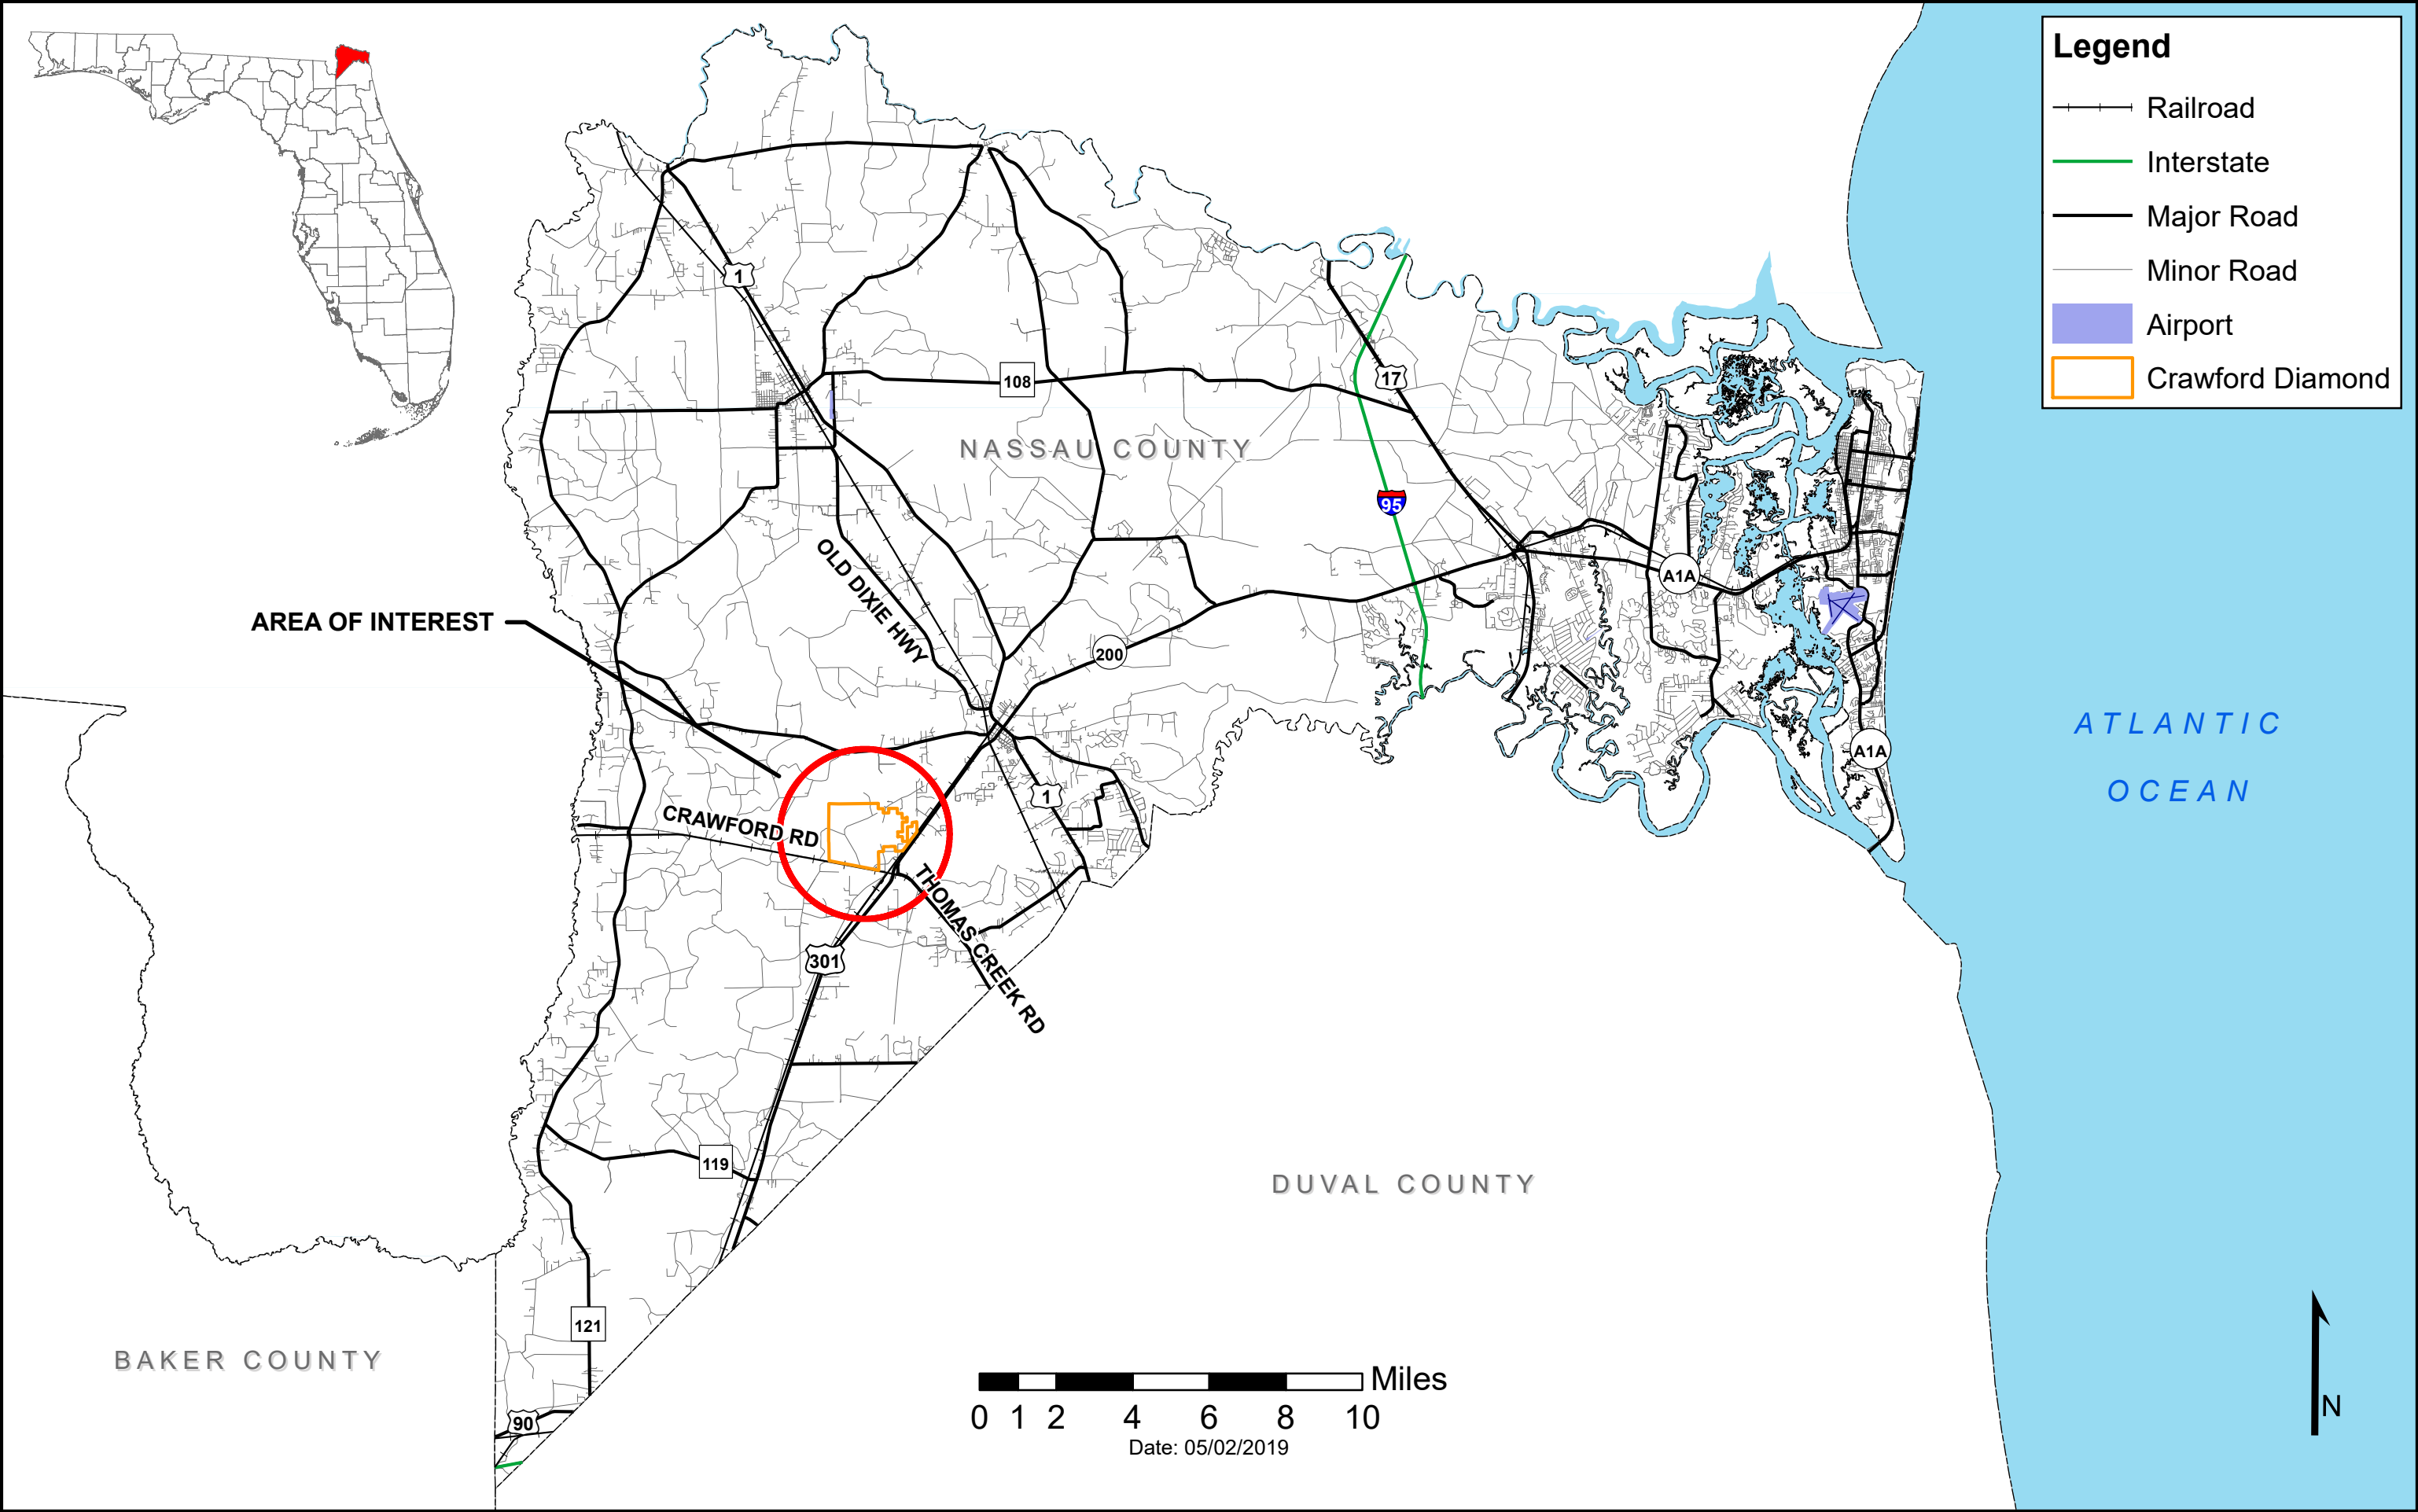 Legend
Railroad
Interstate
Major Road
Minor Road
Airport
Crawford Diamond
1
108
17
NASSAU COUNTY
95
OLD DIXIE HWY
A1A
AREA OF INTEREST
200
ATLANTIC
OCEAN
A1A
1
CRAWFORD RD
THOMAS CREEK RD
301
119
DUVAL COUNTY
121
BAKER COUNTY
90
Miles
0 1 2 4 6 8 10
Date: 05/02/2019
N